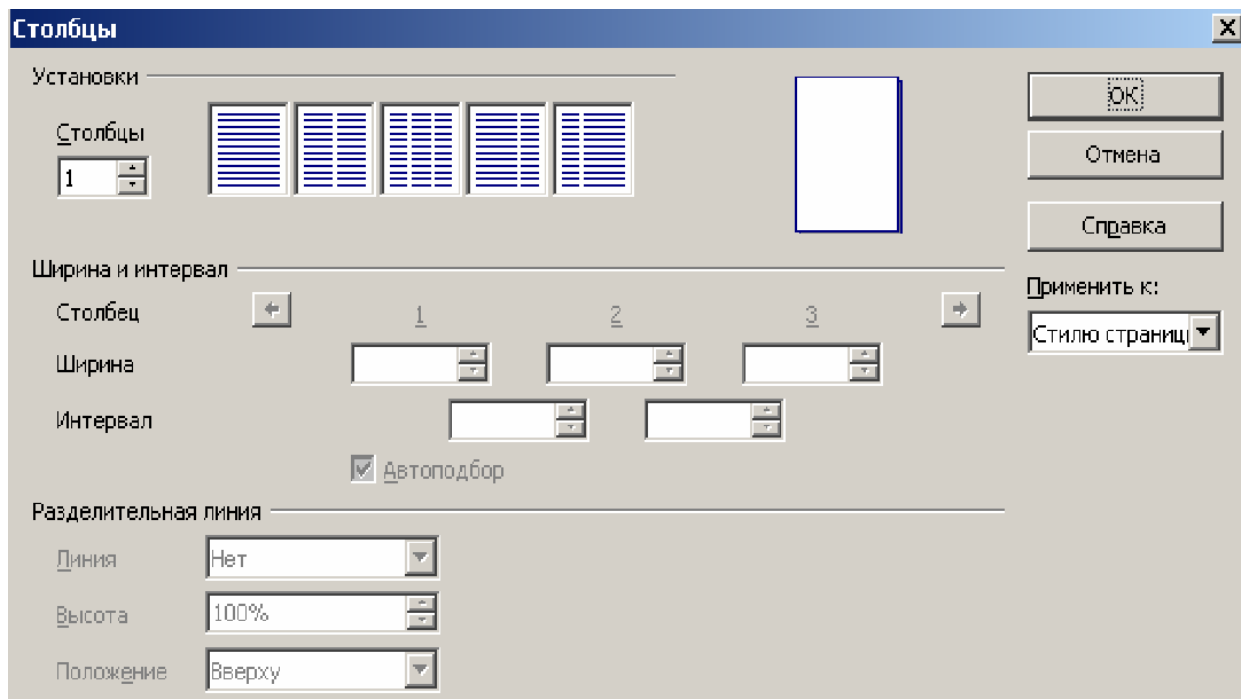 Столбцы
Установки
Столбцы
1
OK
Отмена
Справка
Ширина и интервал
Применить к:
Столбец 1 2 3
Стилю страниц
Ширина
Интервал
Автоподбор
Разделительная линия
Линия Нет
Высота 100%
Положение Вверху